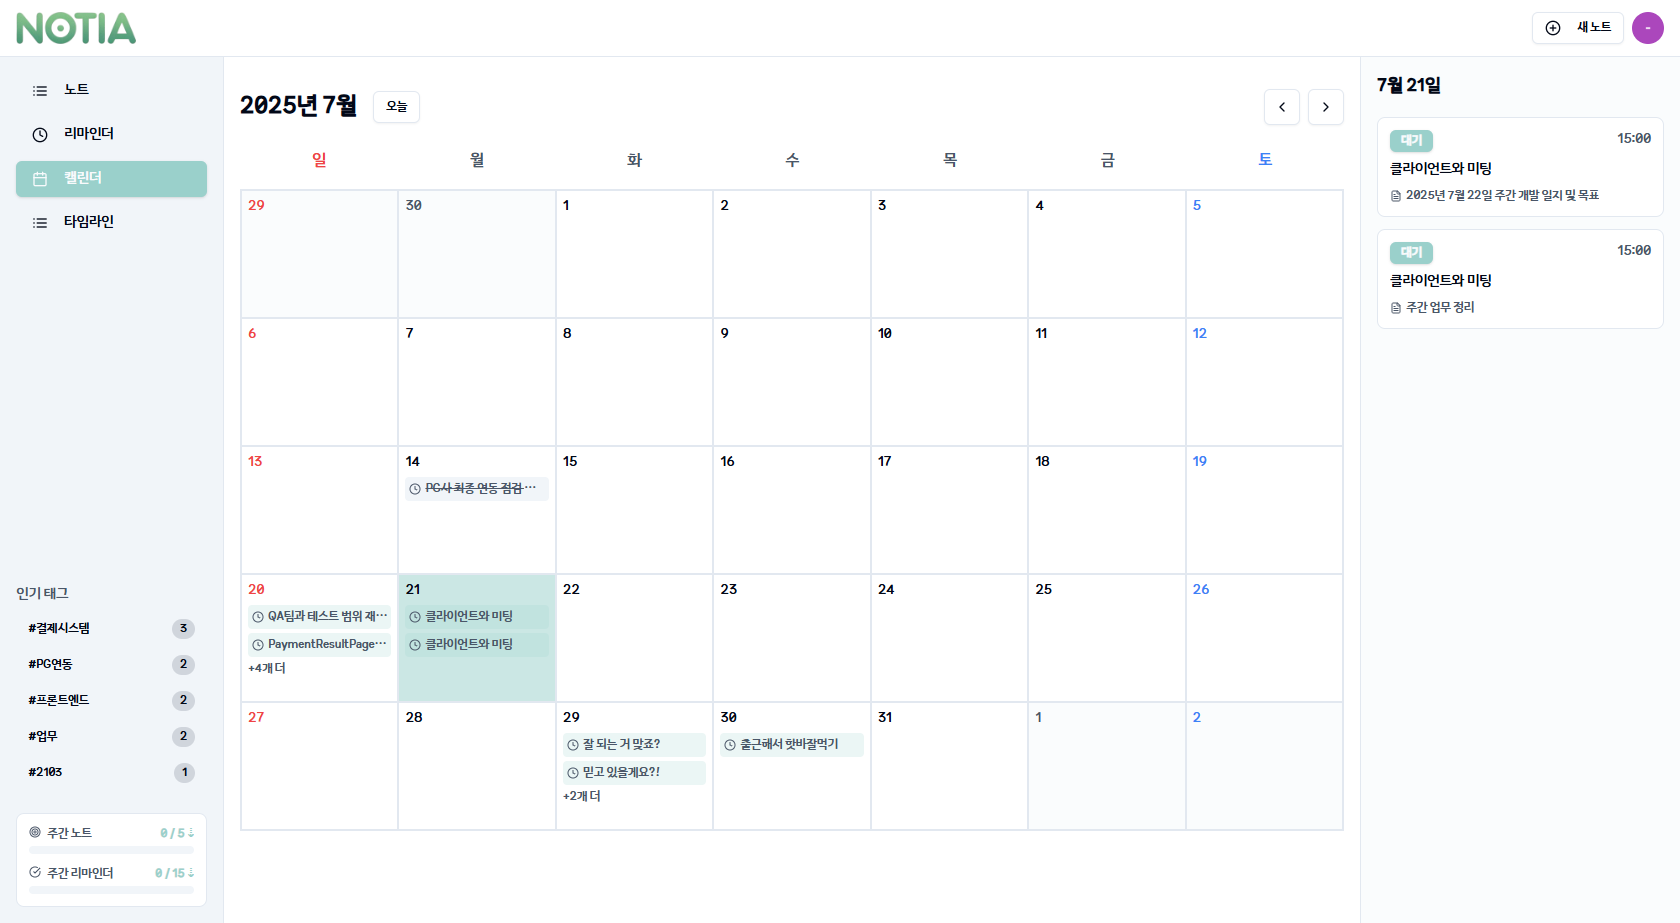 NOTIA
새 노트
-
노트
리마인더
캘린더
타임라인
인기 태그
#결제시스템 3
#PG연동 2
#프론트엔드 2
#업무 2
#2103 1
주간 노트 0 / 5
주간 리마인더 0 / 15
2025년 7월 오늘
일 월 화 수 목 금 토
29 30 1 2 3 4 5
6 7 8 9 10 11 12
13 14 15 16 17 18 19
PG사 최종 연동 점검 ⋯
20 21 22 23 24 25 26
QA팀과 테스트 범위 재⋯ 클라이언트와 미팅
PaymentResultPage⋯ 클라이언트와 미팅
+4개 더
27 28 29 30 31 1 2
잘 되는 거 맞죠? 출근해서 핫바잘먹기
믿고 있을게요?!
+2개 더
7월 21일
대기 15:00
클라이언트와 미팅
2025년 7월 22일 주간 개발 일지 및 목표
대기 15:00
클라이언트와 미팅
주간 업무 정리